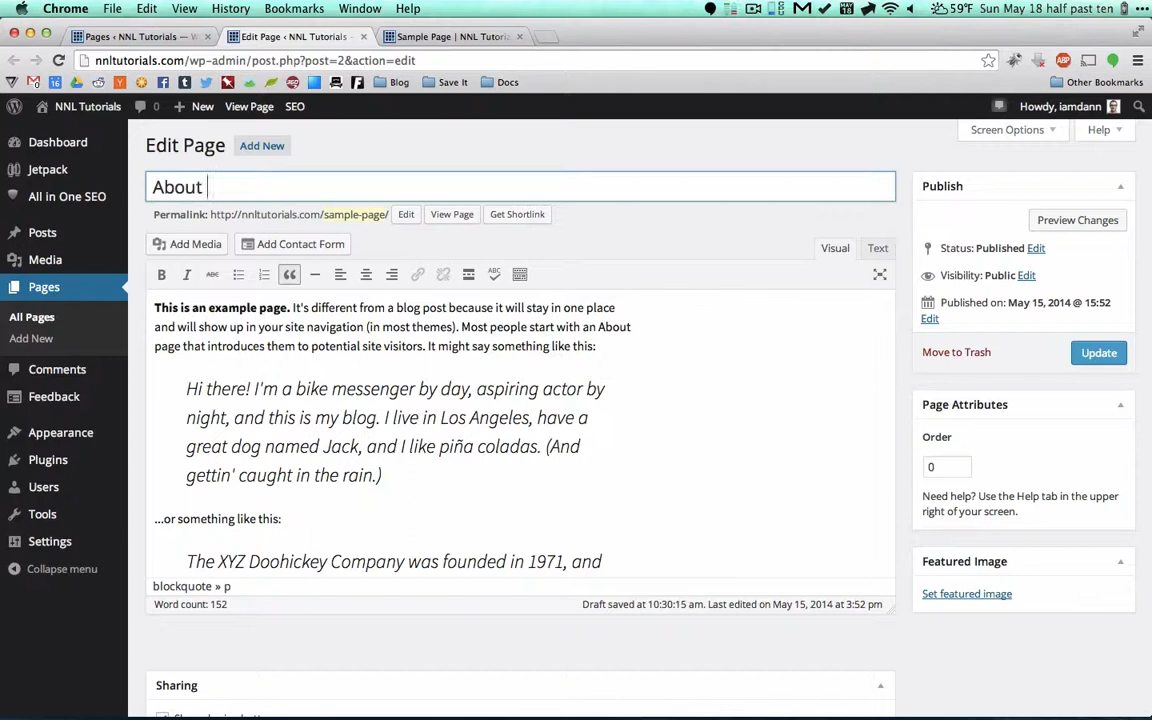 Chrome File Edit View History Bookmarks Window Help MAY 18 59°F Sun May 18 half past ten
Pages ‹ NNL Tutorials — W Edit Page ‹ NNL Tutorials - Sample Page | NNL Tutoria
nnltutorials.com/wp-admin/post.php?post=2&action=edit
Blog Save It Docs Other Bookmarks
NNL Tutorials 0 New View Page SEO Howdy, iamdann
Screen Options Help
Dashboard
Jetpack
All in One SEO
Posts
Media
Pages
All Pages
Add New
Comments
Feedback
Appearance
Plugins
Users
Tools
Settings
Collapse menu
Edit Page Add New
About
Permalink: http://nnltutorials.com/sample-page/ Edit View Page Get Shortlink
Add Media Add Contact Form Visual Text
B I ABC ABC
This is an example page. It's different from a blog post because it will stay in one place
and will show up in your site navigation (in most themes). Most people start with an About
page that introduces them to potential site visitors. It might say something like this:
Hi there! I'm a bike messenger by day, aspiring actor by
night, and this is my blog. I live in Los Angeles, have a
great dog named Jack, and I like piña coladas. (And
gettin' caught in the rain.)
...or something like this:
The XYZ Doohickey Company was founded in 1971, and
blockquote » p
Word count: 152 Draft saved at 10:30:15 am. Last edited on May 15, 2014 at 3:52 pm
Sharing
Publish
Preview Changes
Status: Published Edit
Visibility: Public Edit
Published on: May 15, 2014 @ 15:52
Edit
Move to Trash Update
Page Attributes
Order
0
Need help? Use the Help tab in the upper
right of your screen.
Featured Image
Set featured image